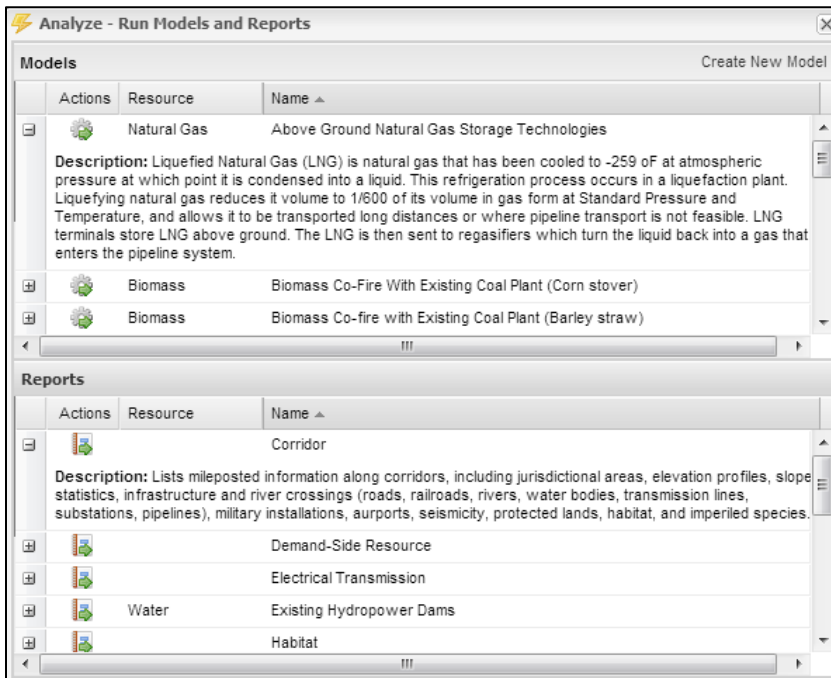 Analyze - Run Models and Reports
Models Create New Model
Actions Resource Name
Natural Gas Above Ground Natural Gas Storage Technologies
Description: Liquefied Natural Gas (LNG) is natural gas that has been cooled to -259 oF at atmospheric
pressure at which point it is condensed into a liquid. This refrigeration process occurs in a liquefaction plant.
Liquefying natural gas reduces it volume to 1/600 of its volume in gas form at Standard Pressure and
Temperature, and allows it to be transported long distances or where pipeline transport is not feasible. LNG
terminals store LNG above ground. The LNG is then sent to regasifiers which turn the liquid back into a gas that
enters the pipeline system.
Biomass Biomass Co-Fire With Existing Coal Plant (Corn stover)
Biomass Biomass Co-fire with Existing Coal Plant (Barley straw)
Reports
Actions Resource Name
Corridor
Description: Lists mileposted information along corridors, including jurisdictional areas, elevation profiles, slope
statistics, infrastructure and river crossings (roads, railroads, rivers, water bodies, transmission lines,
substations, pipelines), military installations, aurports, seismicity, protected lands, habitat, and imperiled species.
Demand-Side Resource
Electrical Transmission
Water Existing Hydropower Dams
Habitat